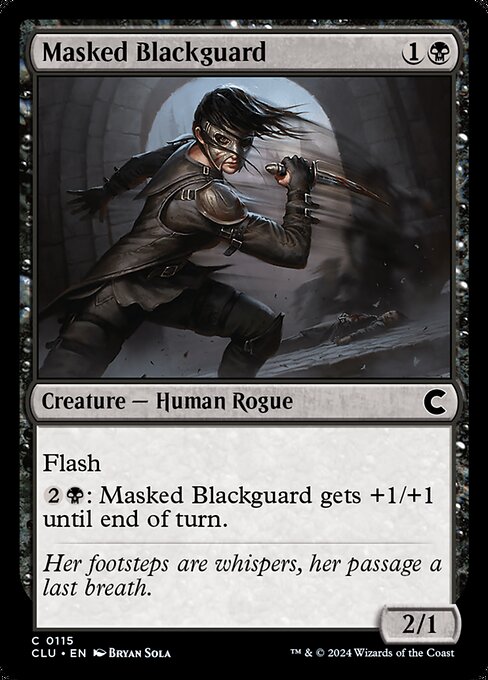 Masked Blackguard 1
Creature — Human Rogue
Flash
2: Masked Blackguard gets +1/+1
until end of turn.
Her footsteps are whispers, her passage a
last breath.
2/1
C 0115
CLU • EN Bryan Sola
™ & © 2024 Wizards of the Coast